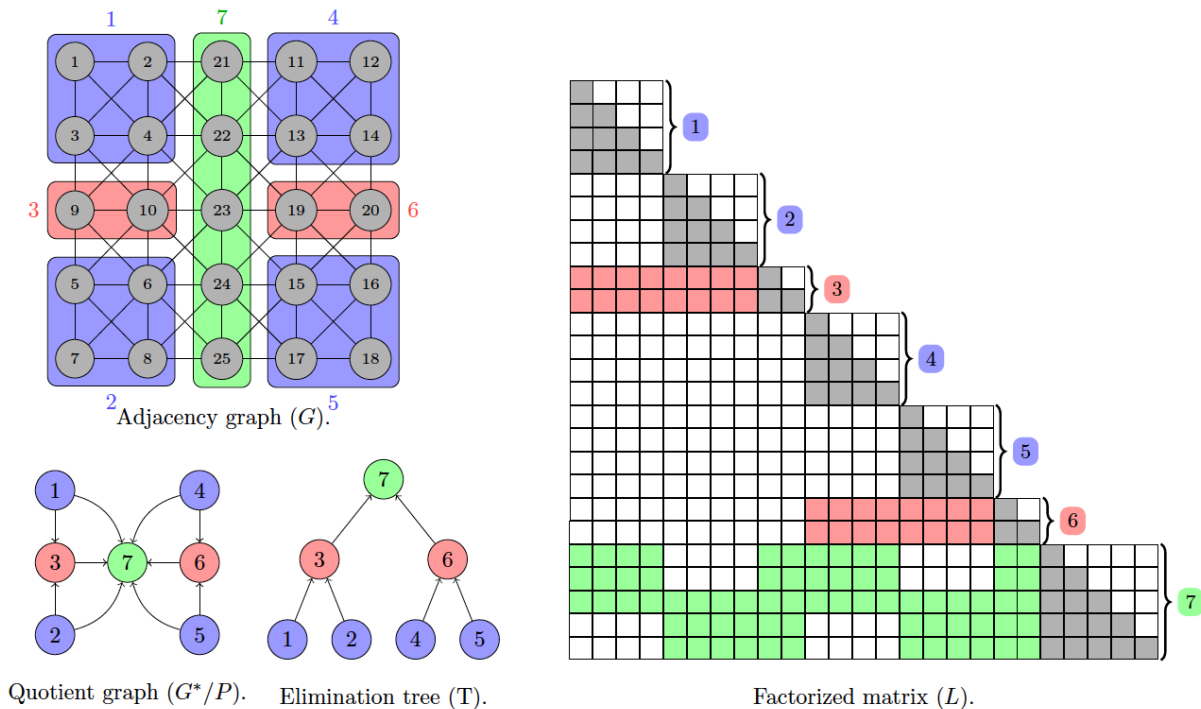 1 7 4
1 2 21 11 12
3 4 22 13 14
3 9 10 23 19 20 6
5 6 24 15 16
7 8 25 17 18
2 5
Adjacency graph (G).
1 4
3 7 6
2 5
Quotient graph (G*/P).
7
3 6
1 2 4 5
Elimination tree (T).
1
2
3
4
5
6
7
Factorized matrix (L).